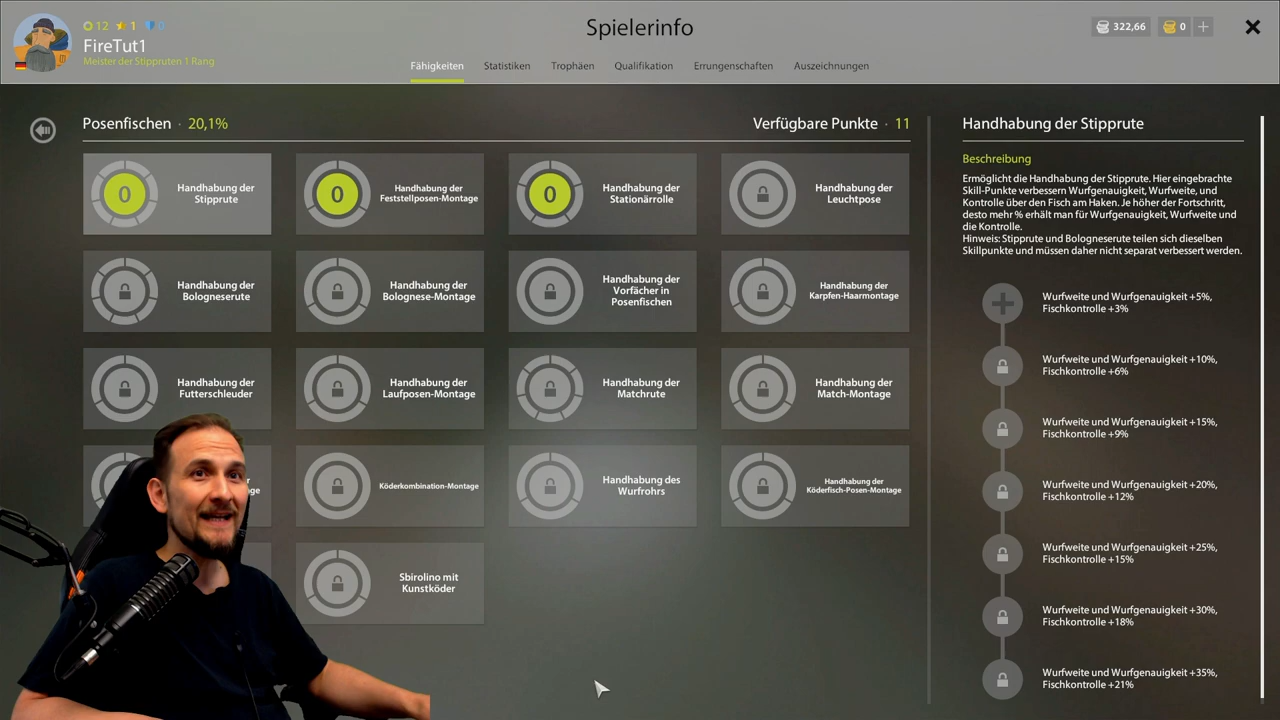 12 1 0
FireTut1
Meister der Stippruten 1 Rang
Spielerinfo
322,66
0
Fähigkeiten
Statistiken
Trophäen
Qualifikation
Errungenschaften
Auszeichnungen
Posenfischen · 20,1%
Verfügbare Punkte · 11
0
Handhabung der
Stipprute
0
Handhabung der
Feststellposen-Montage
0
Handhabung der
Stationärrolle
Handhabung der
Leuchtpose
Handhabung der
Bologneserute
Handhabung der
Bolognese-Montage
Handhabung der
Vorfächer in
Posenfischen
Handhabung der
Karpfen-Haarmontage
Handhabung der
Futterschleuder
Handhabung der
Laufposen-Montage
Handhabung der
Matchrute
Handhabung der
Match-Montage
Köderkombination-Montage
Handhabung des
Wurfrohrs
Handhabung der
Köderfisch-Posen-Montage
Sbirolino mit
Kunstköder
Handhabung der Stipprute
Beschreibung
Ermöglicht die Handhabung der Stipprute. Hier eingebrachte
Skill-Punkte verbessern Wurfgenauigkeit, Wurfweite, und
Kontrolle über den Fisch am Haken. Je höher der Fortschritt,
desto mehr % erhält man für Wurfgenauigkeit, Wurfweite und
die Kontrolle.
Hinweis: Stipprute und Bologneserute teilen sich dieselben
Skillpunkte und müssen daher nicht separat verbessert werden.
Wurfweite und Wurfgenauigkeit +5%,
Fischkontrolle +3%
Wurfweite und Wurfgenauigkeit +10%,
Fischkontrolle +6%
Wurfweite und Wurfgenauigkeit +15%,
Fischkontrolle +9%
Wurfweite und Wurfgenauigkeit +20%,
Fischkontrolle +12%
Wurfweite und Wurfgenauigkeit +25%,
Fischkontrolle +15%
Wurfweite und Wurfgenauigkeit +30%,
Fischkontrolle +18%
Wurfweite und Wurfgenauigkeit +35%,
Fischkontrolle +21%